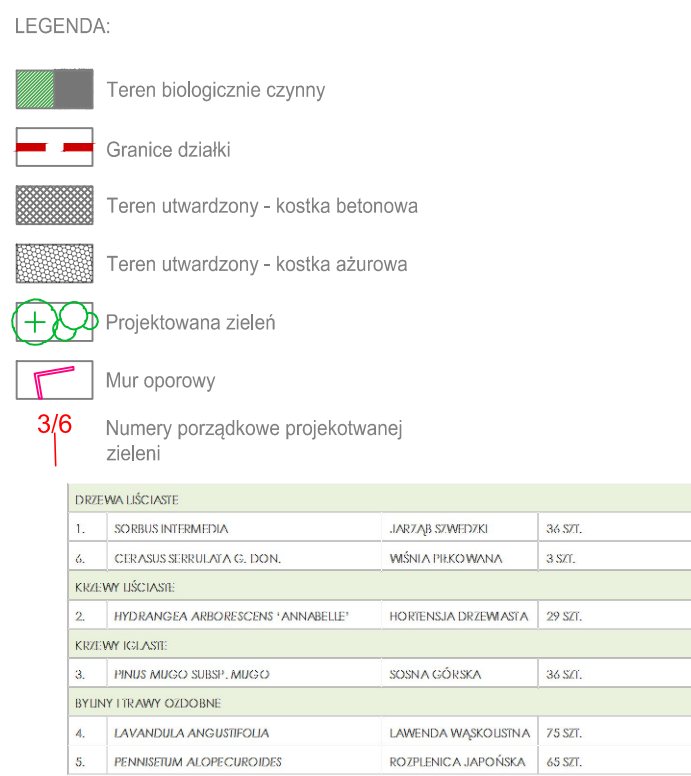 LEGENDA:
Teren biologicznie czynny
Granice działki
Teren utwardzony - kostka betonowa
Teren utwardzony - kostka ażurowa
Projektowana zieleń
Mur oporowy
3/6 Numery porządkowe projekotwanej
zieleni
DRZEWA LIŚCIASTE
1. SORBUS INTERMEDIA JARZĄB SZWEDZKI 36 SZT.
6. CERASUS SERRULATA G. DON. WIŚNIA PIŁKOWANA 3 SZT.
KRZEWY LIŚCIASTE
2. HYDRANGEA ARBORESCENS 'ANNABELLE' HORTENSJA DRZEWIASTA 29 SZT.
KRZEWY IGLASTE
3. PINUS MUGO SUBSP. MUGO SOSNA GÓRSKA 36 SZT.
BYLINY I TRAWY OZDOBNE
4. LAVANDULA ANGUSTIFOLIA LAWENDA WĄSKOLISTNA 75 SZT.
5. PENNISETUM ALOPECUROIDES ROZPLENICA JAPOŃSKA 65 SZT.